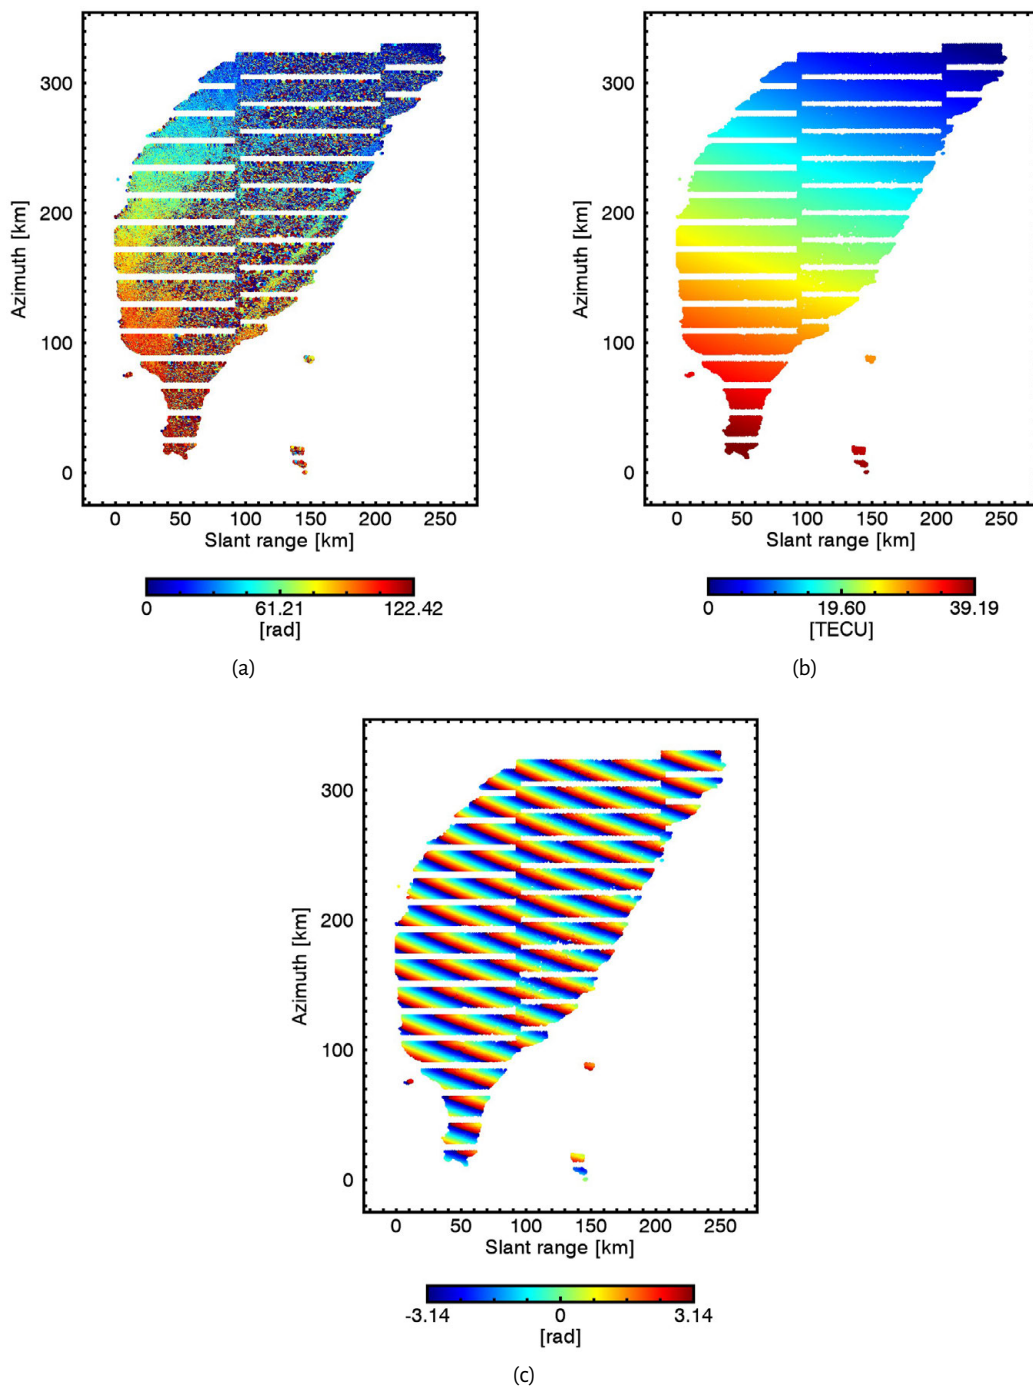 300
200
100
0
Azimuth [km]
0 50 100 150 200 250
Slant range [km]
0 61.21 122.42
[rad]
(a)
300
200
100
0
Azimuth [km]
0 50 100 150 200 250
Slant range [km]
0 19.60 39.19
[TECU]
(b)
300
200
100
0
Azimuth [km]
0 50 100 150 200 250
Slant range [km]
-3.14 0 3.14
[rad]
(c)